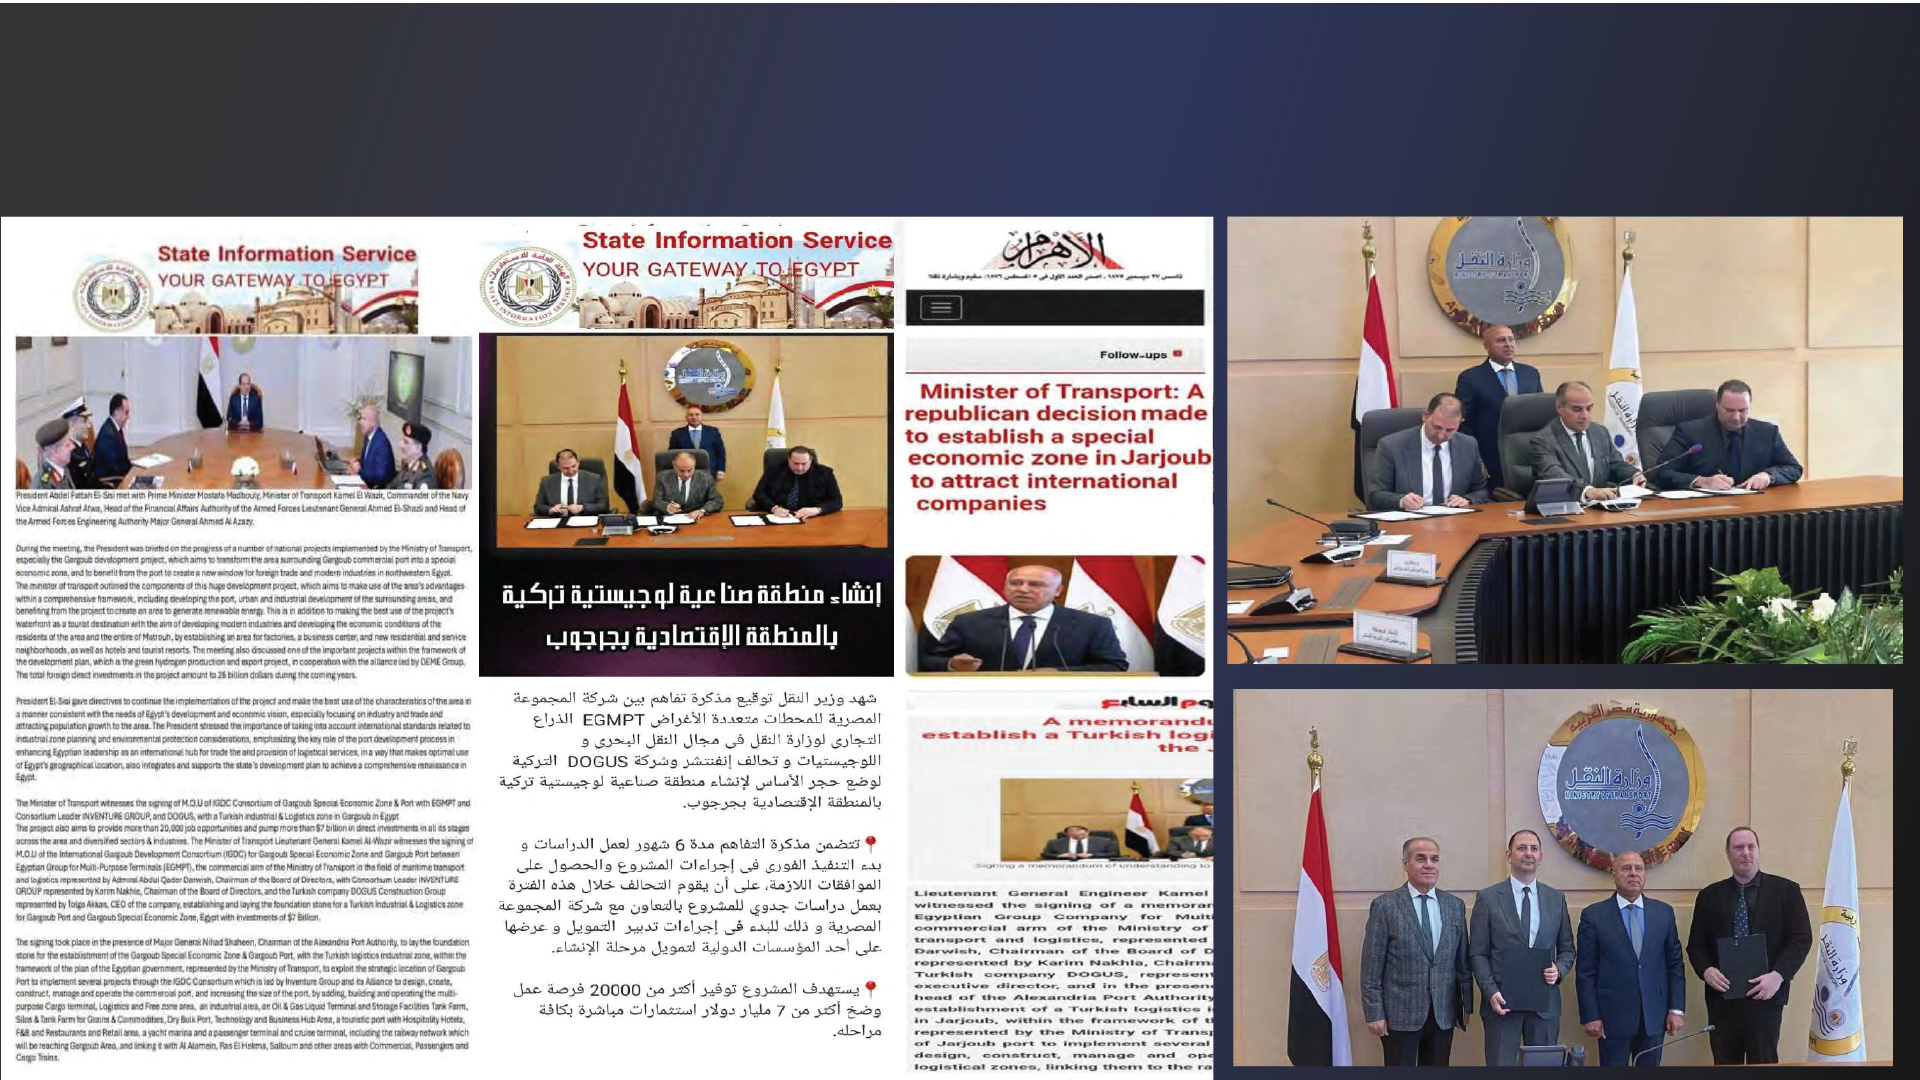 State Information Service
YOUR GATEWAY TO EGYPT
President Abdel Fattah El-Sisi met with Prime Minister Mostafa Madbouly, Minister of Transport Kamel El Wazir, Commander of the Navy
Vice Admiral Ashraf Atwa, Head of the Financial Affairs Authority of the Armed Forces Lieutenant General Ahmed El-Shazli and Head of
the Armed Forces Engineering Authority Major General Ahmed Al Azazy.
During the meeting, the President was briefed on the progress of a number of national projects implemented by the Ministry of Transport,
especially the Gargoub development project, which aims to transform the area surrounding Gargoub commercial port into a special
economic zone, and to benefit from the port to create a new window for foreign trade and modern industries in northwestern Egypt.
The minister of transport outlined the components of this huge development project, which aims to make use of the area's advantages
within a comprehensive framework, including developing the port, urban and industrial development of the surrounding areas, and
benefiting from the project to create an area to generate renewable energy. This is in addition to making the best use of the project's
waterfront as a tourist destination with the aim of developing modern industries and developing the economic conditions of the
residents of the area and the entire of Matrouh, by establishing an area for factories, a business center, and new residential and service
neighborhoods, as well as hotels and tourist resorts. The meeting also discussed one of the important projects within the framework of
the development plan, which is the green hydrogen production and export project, in cooperation with the alliance led by DEME Group.
The total foreign direct investments in the project amount to 26 billion dollars during the coming years.
President El-Sisi gave directives to continue the implementation of the project and make the best use of the characteristics of the area in
a manner consistent with the needs of Egypt's development and economic vision, especially focusing on industry and trade and
attracting population growth to the area. The President stressed the importance of taking into account international standards related to
industrial zone planning and environmental protection considerations, emphasizing the key role of the port development process in
enhancing Egyptian leadership as an international hub for trade and the provision of logistical services, in a way that makes optimal use
of Egypt's geographical location, also integrates and supports the state's development plan to achieve a comprehensive renaissance in
Egypt.
The Minister of Transport witnesses the signing of M.O.U of IGDC Consortium of Gargoub Special Economic Zone & Port with EGMPT and
Consortium Leader INVENTURE GROUP, and DOGUS, with a Turkish industrial & Logistics zone in Gargoub in Egypt
The project also aims to provide more than 20,000 job opportunities and pump more than $7 billion in direct investments in all its stages
across the area and diversified sectors & industries. The Minister of Transport Lieutenant General Kamel Al-Wazir witnesses the signing of
M.O.U of the International Gargoub Development Consortium (IGDC) for Gargoub Special Economic Zone and Gargoub Port between
Egyptian Group for Multi-Purpose Terminals (EGMPT), the commercial arm of the Ministry of Transport in the field of maritime transport
and logistics represented by Admiral Abdul Qader Darwish, Chairman of the Board of Directors, with Consortium Leader INVENTURE
GROUP represented by Karim Nakhle, Chairman of the Board of Directors, and the Turkish company DOGUS Construction Group
represented by Tolga Akkas, CEO of the company, establishing and laying the foundation stone for a Turkish Industrial & Logistics zone
for Gargoub Port and Gargoub Special Economic Zone, Egypt with investments of $7 Billion.
The signing took place in the presence of Major General Nihad Shaheen, Chairman of the Alexandria Port Authority, to lay the foundation
stone for the establishment of the Gargoub Special Economic Zone & Gargoub Port, with the Turkish logistics industrial zone, within the
framework of the plan of the Egyptian government, represented by the Ministry of Transport, to exploit the strategic location of Gargoub
Port to implement several projects through the IGDC Consortium which is led by Inventure Group and its Alliance to design, create,
construct, manage and operate the commercial port, and increasing the size of the port, by adding, building and operating the multi-
purpose Cargo terminal, Logistics and Free zone area, an industrial area, an Oil & Gas Liquid Terminal and Storage Facilities Tank Farm,
Silos & Tank Farm for Grains & Commodities, Dry Bulk Port, Technology and Business Hub Area, a touristic port with Hospitality Hotels,
F&B and Restaurants and Retail area, a yacht marina and a passenger terminal and cruise terminal, including the railway network which
will be reaching Gargoub Area, and linking it with Al Alamein, Ras El Hekma, Salloum and other areas with Commercial, Passengers and
Cargo Trains.
State Information Service
YOUR GATEWAY TO EGYPT
إنشاء منطقة صناعية لوجيستية تركية
بالمنطقة الإقتصادية بجرجوب
شهد وزير النقل توقيع مذكرة تفاهم بين شركة المجموعة
المصرية للمحطات متعددة الأغراض EGMPT الذراع
التجارى لوزارة النقل فى مجال النقل البحرى و
اللوجيستيات و تحالف إنفنتشر وشركة DOGUS التركية
لوضع حجر الأساس لإنشاء منطقة صناعية لوجيستية تركية
بالمنطقة الإقتصادية بجرجوب.
تتضمن مذكرة التفاهم مدة 6 شهور لعمل الدراسات و
بدء التنفيذ الفورى فى إجراءات المشروع والحصول على
الموافقات اللازمة، على أن يقوم التحالف خلال هذه الفترة
بعمل دراسات جدوي للمشروع بالتعاون مع شركة المجموعة
المصرية و ذلك للبدء فى إجراءات تدبير التمويل و عرضها
على أحد المؤسسات الدولية لتمويل مرحلة الإنشاء.
يستهدف المشروع توفير أكثر من 20000 فرصة عمل
وضخ أكثر من 7 مليار دولار استثمارات مباشرة بكافة
مراحله.
الأهرام
تأسس ٢٧ ديسمبر ١٨٧٥ ، اصدر العدد الأول فى ٥ اغسطس ١٨٧٦: سليم وبشارة تقلا
Follow-ups
Minister of Transport: A
republican decision made
to establish a special
economic zone in Jarjoub
to attract international
companies
وم السابع
A memorandu
establish a Turkish logi
the J
Signing a memorandum of understanding to
Lieutenant General Engineer Kamel
witnessed the signing of a memoran
Egyptian Group Company for Multi
commercial arm of the Ministry of
transport and logistics, represented
Darwish, Chairman of the Board of D
represented by Karim Nakhla, Chairma
Turkish company DOGUS, represent
executive director, and in the presen
head of the Alexandria Port Authority
establishment of a Turkish logistics i
in Jarjoub, within the framework of t
represented by the Ministry of Transp
of Jarjoub port to implement several
design, construct, manage and ope
logistical zones, linking them to the ra
وزارة النقل
MINISTRY OF TRANSPORT
جمهورية مصر العربية
وزارة النقل
MINISTRY OF TRANSPORT